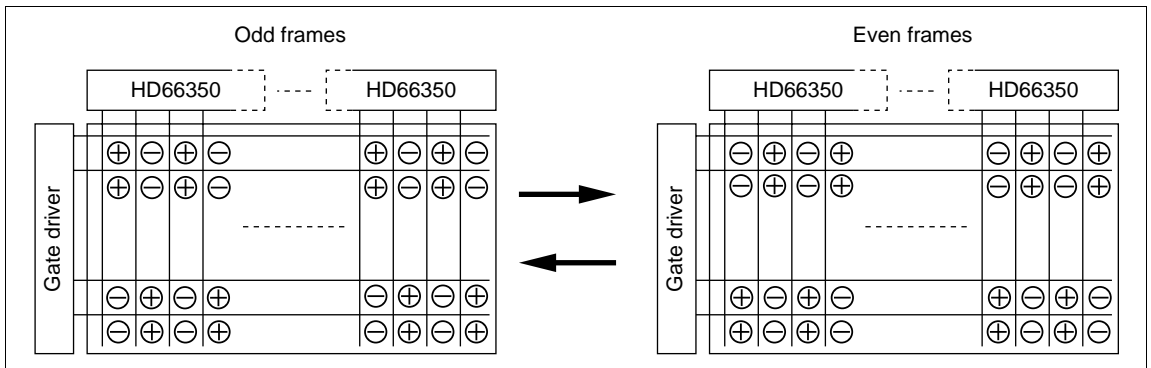 Odd frames
Even frames
HD66350
HD66350
HD66350
HD66350
Gate driver
Gate driver